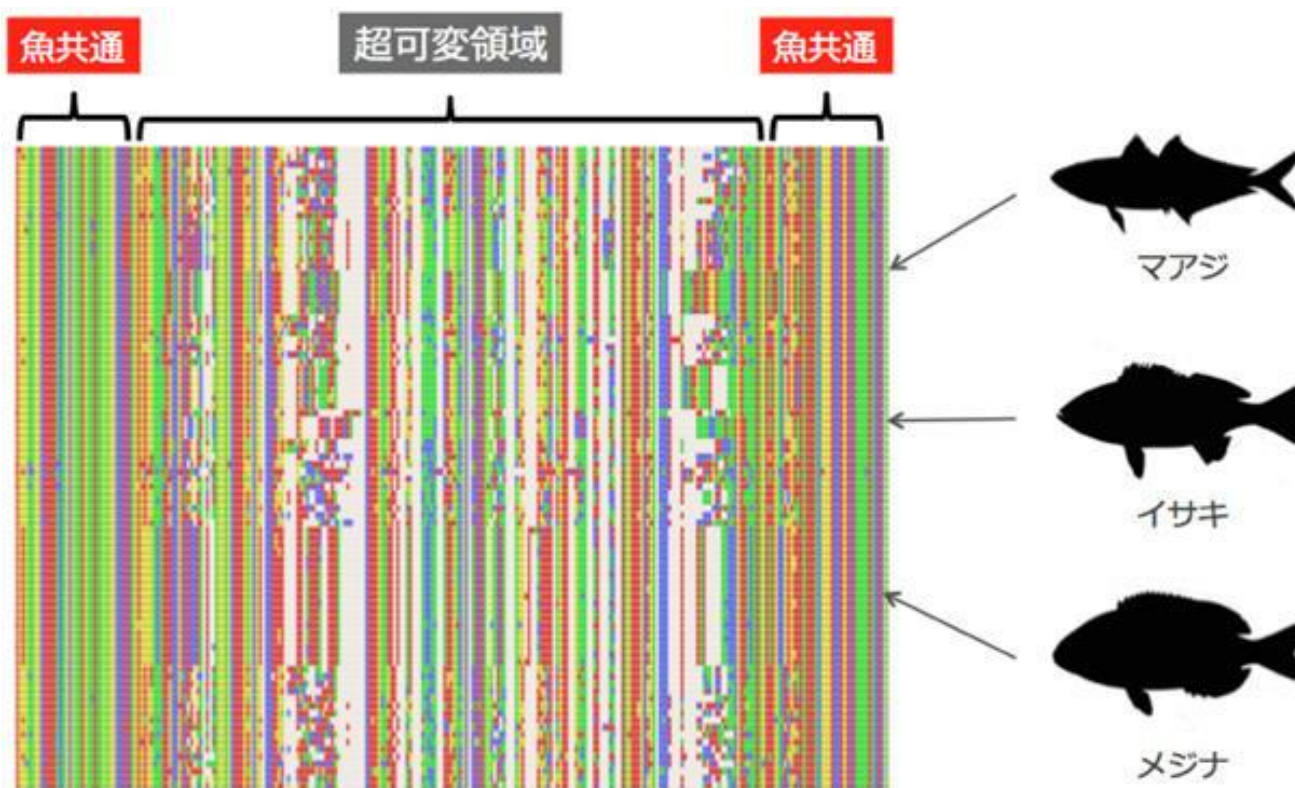 魚共通
超可変領域
魚共通
マアジ
イサキ
メジナ